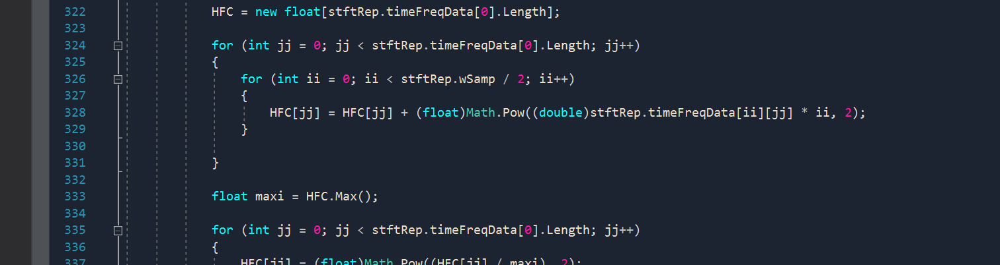 322 HFC = new float[stftRep.timeFreqData[0].Length];
323
324 for (int jj = 0; jj < stftRep.timeFreqData[0].Length; jj++)
325 {
326 for (int ii = 0; ii < stftRep.wSamp / 2; ii++)
327 {
328 HFC[jj] = HFC[jj] + (float)Math.Pow((double)stftRep.timeFreqData[ii][jj] * ii, 2);
329 }
330
331 }
332
333 float maxi = HFC.Max();
334
335 for (int jj = 0; jj < stftRep.timeFreqData[0].Length; jj++)
336 {
337 HFC[jj] = (float)Math.Pow((HFC[jj] / maxi), 2);